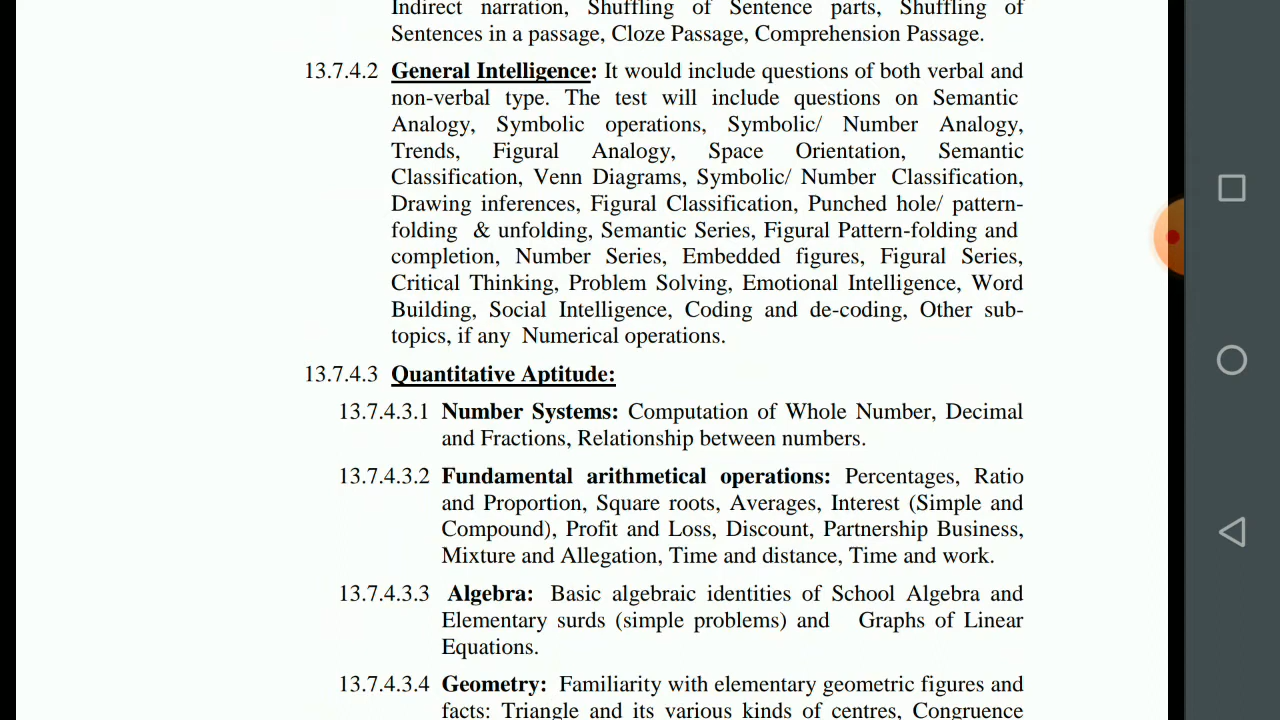 Indirect narration, Shuffling of Sentence parts, Shuffling of
Sentences in a passage, Cloze Passage, Comprehension Passage.
13.7.4.2 General Intelligence: It would include questions of both verbal and
non-verbal type. The test will include questions on Semantic
Analogy, Symbolic operations, Symbolic/ Number Analogy,
Trends, Figural Analogy, Space Orientation, Semantic
Classification, Venn Diagrams, Symbolic/ Number Classification,
Drawing inferences, Figural Classification, Punched hole/ pattern-
folding & unfolding, Semantic Series, Figural Pattern-folding and
completion, Number Series, Embedded figures, Figural Series,
Critical Thinking, Problem Solving, Emotional Intelligence, Word
Building, Social Intelligence, Coding and de-coding, Other sub-
topics, if any Numerical operations.
13.7.4.3 Quantitative Aptitude:
13.7.4.3.1 Number Systems: Computation of Whole Number, Decimal
and Fractions, Relationship between numbers.
13.7.4.3.2 Fundamental arithmetical operations: Percentages, Ratio
and Proportion, Square roots, Averages, Interest (Simple and
Compound), Profit and Loss, Discount, Partnership Business,
Mixture and Allegation, Time and distance, Time and work.
13.7.4.3.3 Algebra: Basic algebraic identities of School Algebra and
Elementary surds (simple problems) and Graphs of Linear
Equations.
13.7.4.3.4 Geometry: Familiarity with elementary geometric figures and
facts: Triangle and its various kinds of centres, Congruence